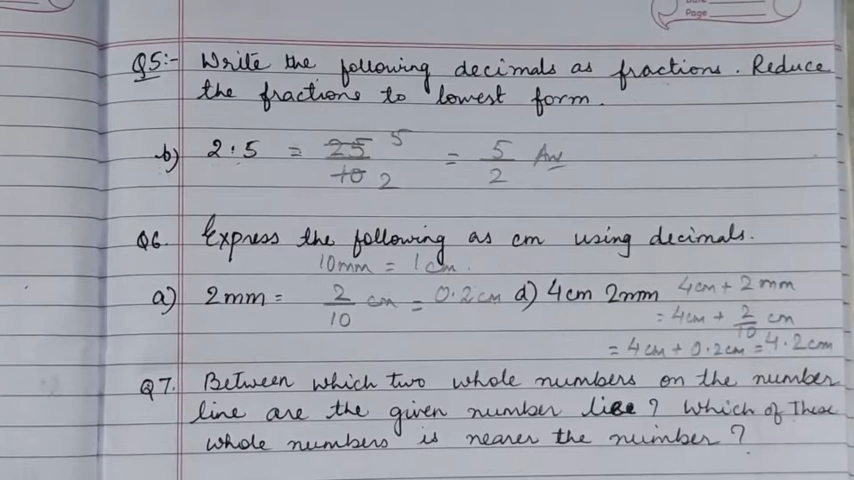 Page
Q5:- Write the following decimals as fractions. Reduce
the fractions to lowest form.
b) 2.5 = 25/10 5/2 = 5/2 Ans
Q6. Express the following as cm using decimals.
10mm = 1cm.
a) 2mm = 2/10 cm = 0.2cm d) 4cm 2mm 4cm + 2mm
= 4cm + 2/10 cm
= 4cm + 0.2cm = 4.2cm
Q7. Between which two whole numbers on the number
line are the given number lice? Which of These
whole numbers is nearer the number?